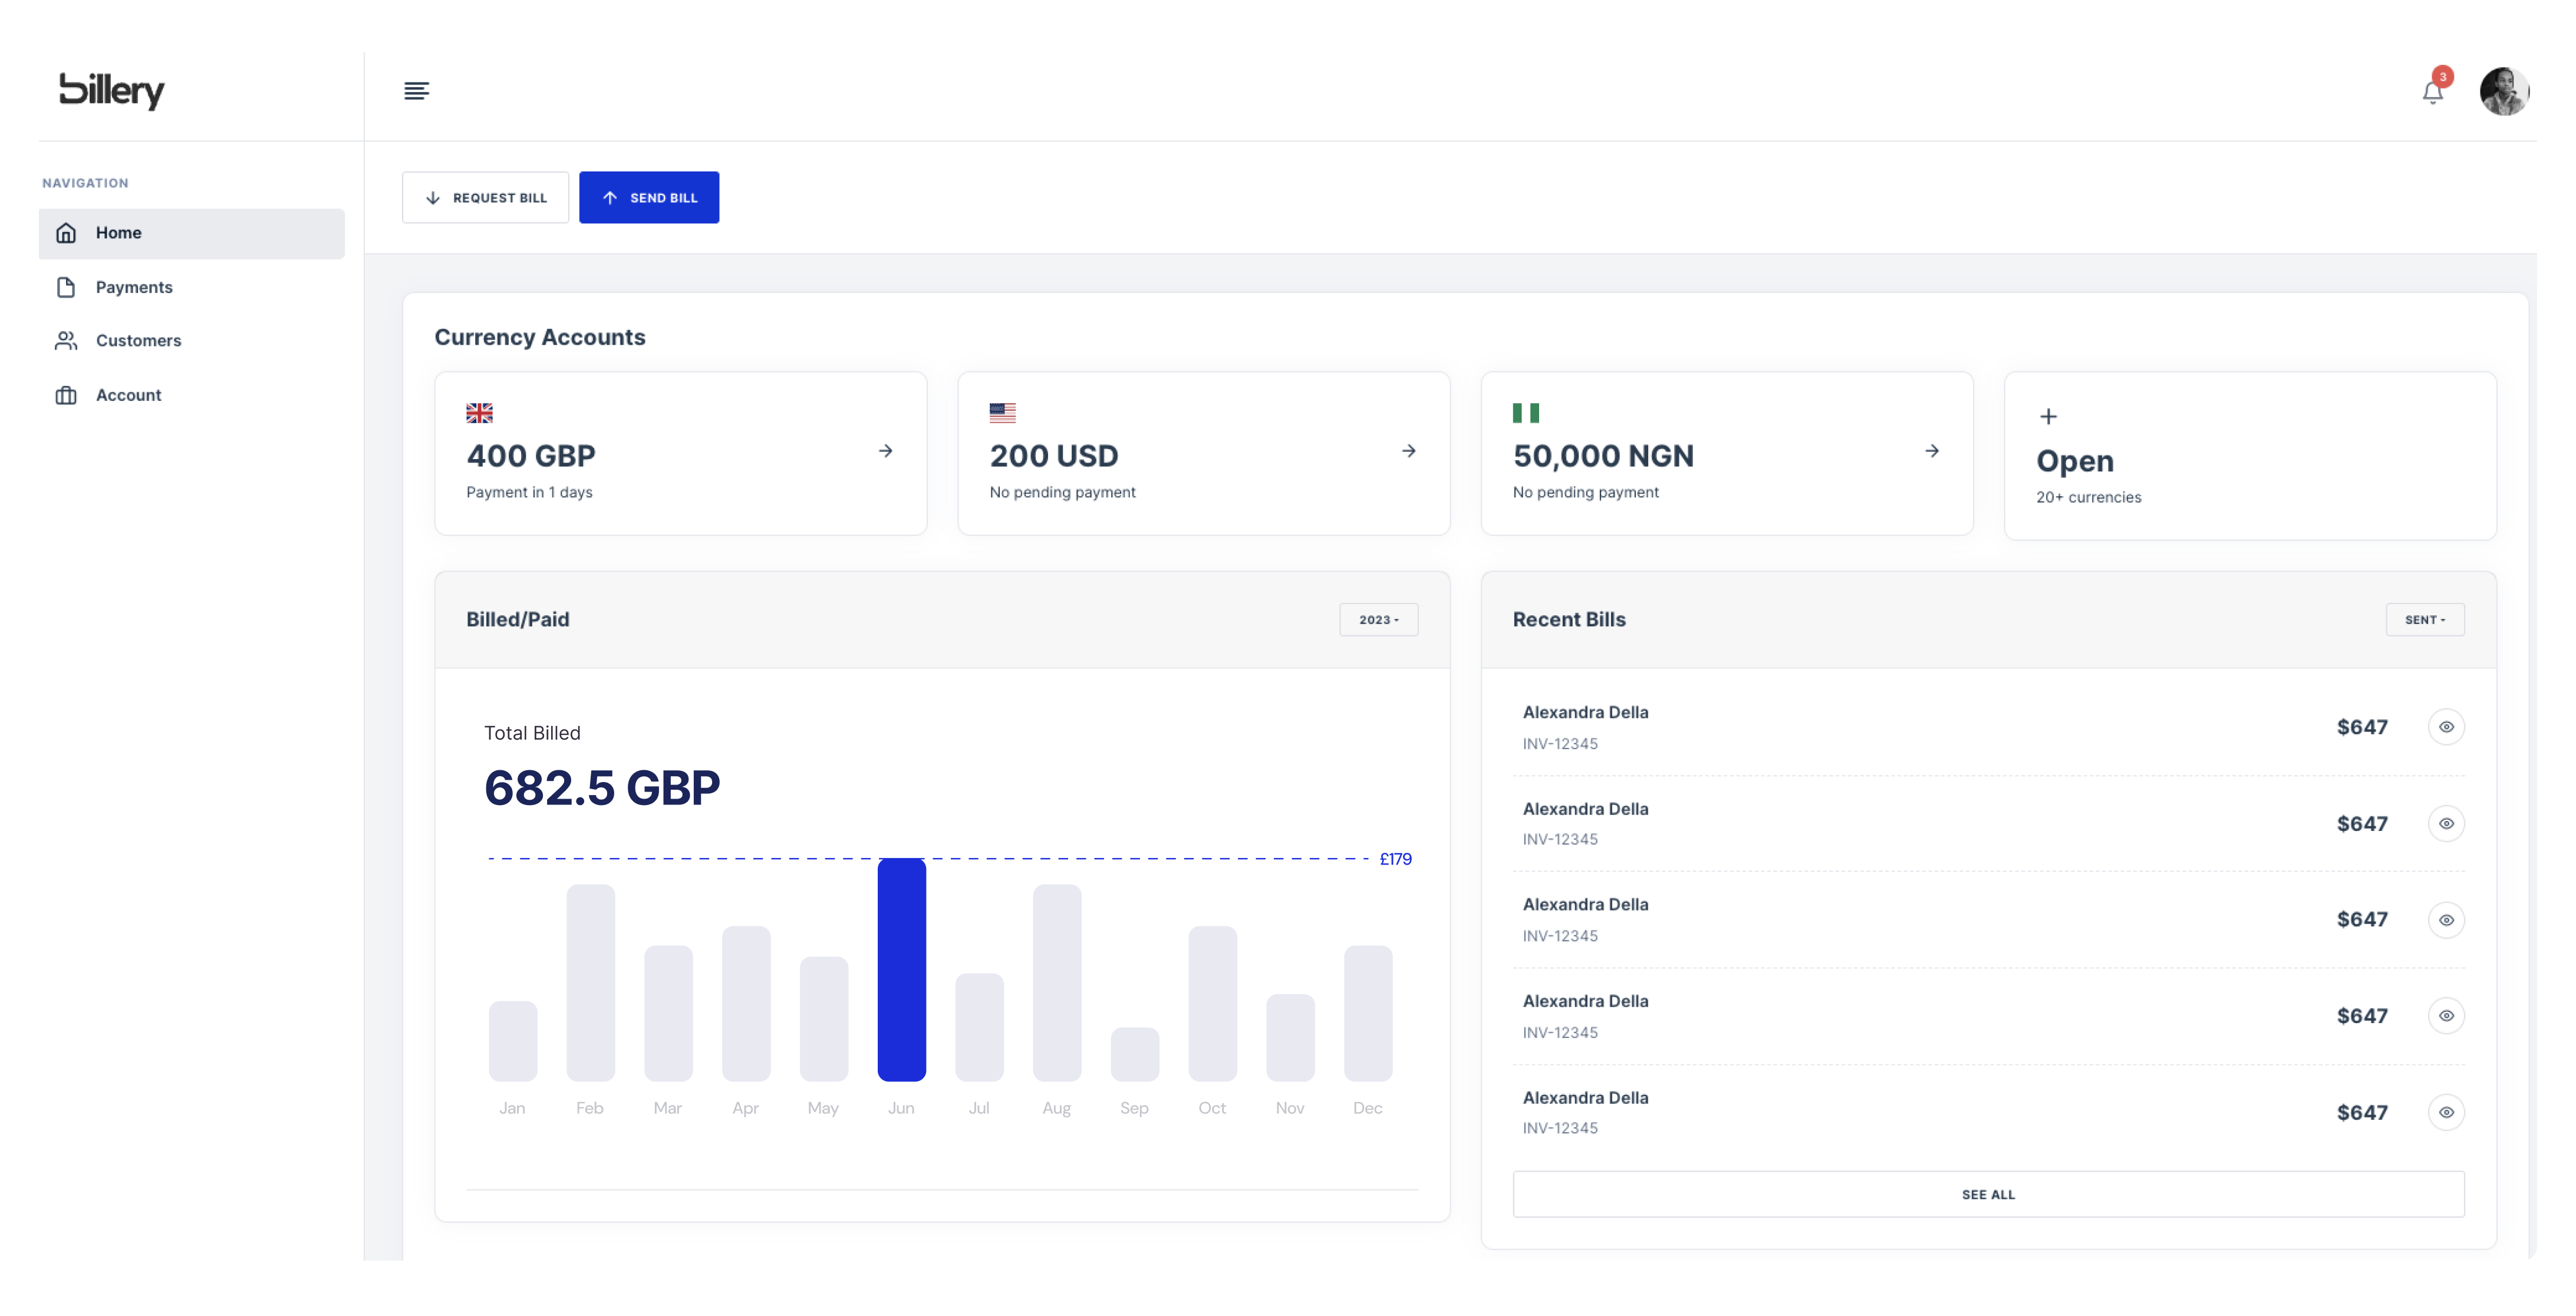 billery
3
NAVIGATION
Home
Payments
Customers
Account
REQUEST BILL
SEND BILL
Currency Accounts
400 GBP
Payment in 1 days
200 USD
No pending payment
50,000 NGN
No pending payment
Open
20+ currencies
Billed/Paid
2023 -
Total Billed
682.5 GBP
£179
Jan Feb Mar Apr May Jun Jul Aug Sep Oct Nov Dec
Recent Bills
SENT -
Alexandra Della
INV-12345
$647
Alexandra Della
INV-12345
$647
Alexandra Della
INV-12345
$647
Alexandra Della
INV-12345
$647
Alexandra Della
INV-12345
$647
SEE ALL